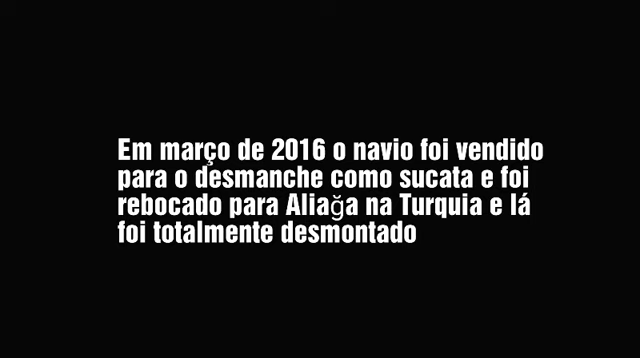 Em março de 2016 o navio foi vendido
para o desmanche como sucata e foi
rebocado para Aliağa na Turquia e lá
foi totalmente desmontado